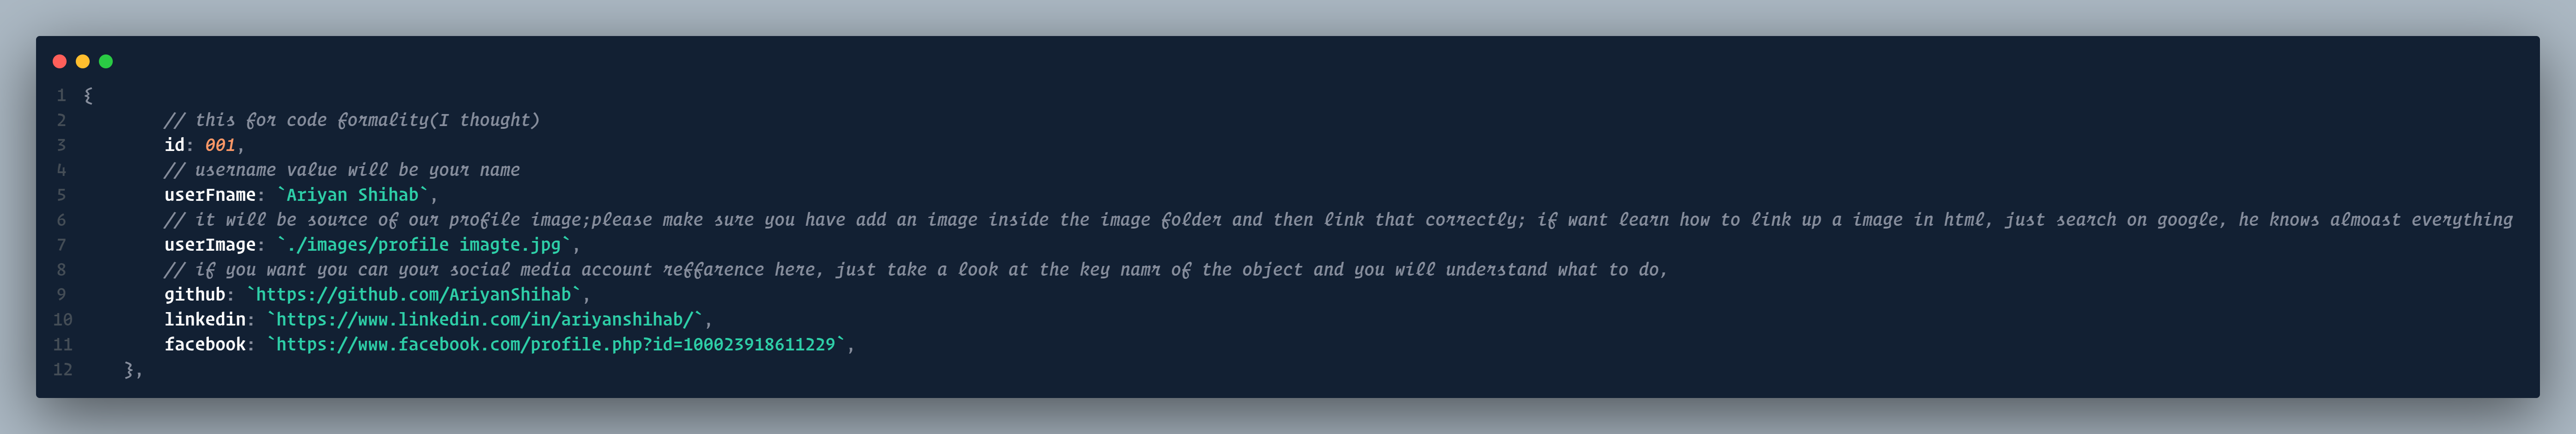 1 {
2 // this for code formality(I thought)
3 id: 001,
4 // username value will be your name
5 userFname: `Ariyan Shihab`,
6 // it will be source of our profile image;please make sure you have add an image inside the image folder and then link that correctly; if want learn how to link up a image in html, just search on google, he knows almoast everything
7 userImage: `./images/profile imagte.jpg`,
8 // if you want you can your social media account reffarence here, just take a look at the key namr of the object and you will understand what to do,
9 github: `https://github.com/AriyanShihab`,
10 linkedin: `https://www.linkedin.com/in/ariyanshihab/`,
11 facebook: `https://www.facebook.com/profile.php?id=100023918611229`,
12 },